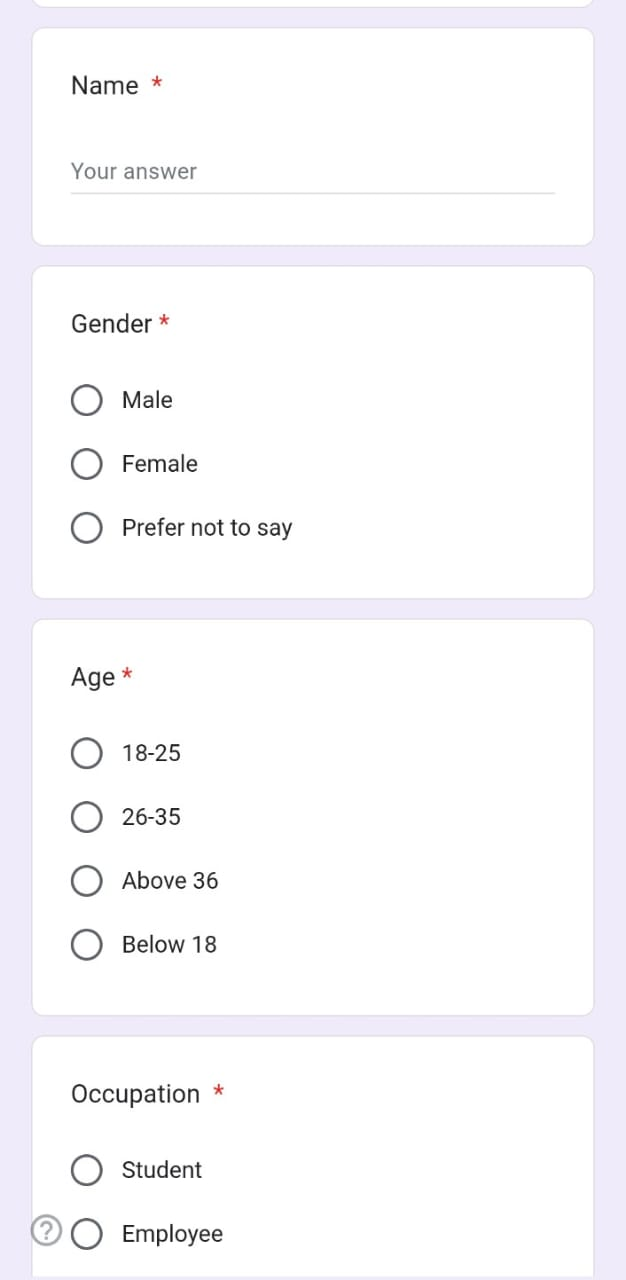 Name *
Your answer
Gender *
Male
Female
Prefer not to say
Age *
18-25
26-35
Above 36
Below 18
Occupation *
Student
? Employee